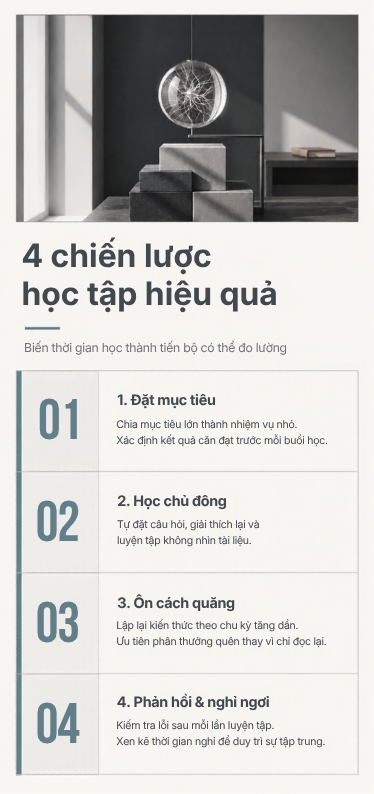 4 chiến lược
học tập hiệu quả
Biến thời gian học thành tiến bộ có thể đo lường
01
1. Đặt mục tiêu
Chia mục tiêu lớn thành nhiệm vụ nhỏ.
Xác định kết quả cần đạt trước mỗi buổi học.
02
2. Học chủ động
Tự đặt câu hỏi, giải thích lại và
luyện tập không nhìn tài liệu.
03
3. Ôn cách quãng
Lặp lại kiến thức theo chu kỳ tăng dần.
Ưu tiên phần thường quên thay vì chỉ đọc lại.
04
4. Phản hồi & nghỉ ngơi
Kiểm tra lỗi sau mỗi lần luyện tập.
Xen kẽ thời gian nghỉ để duy trì sự tập trung.